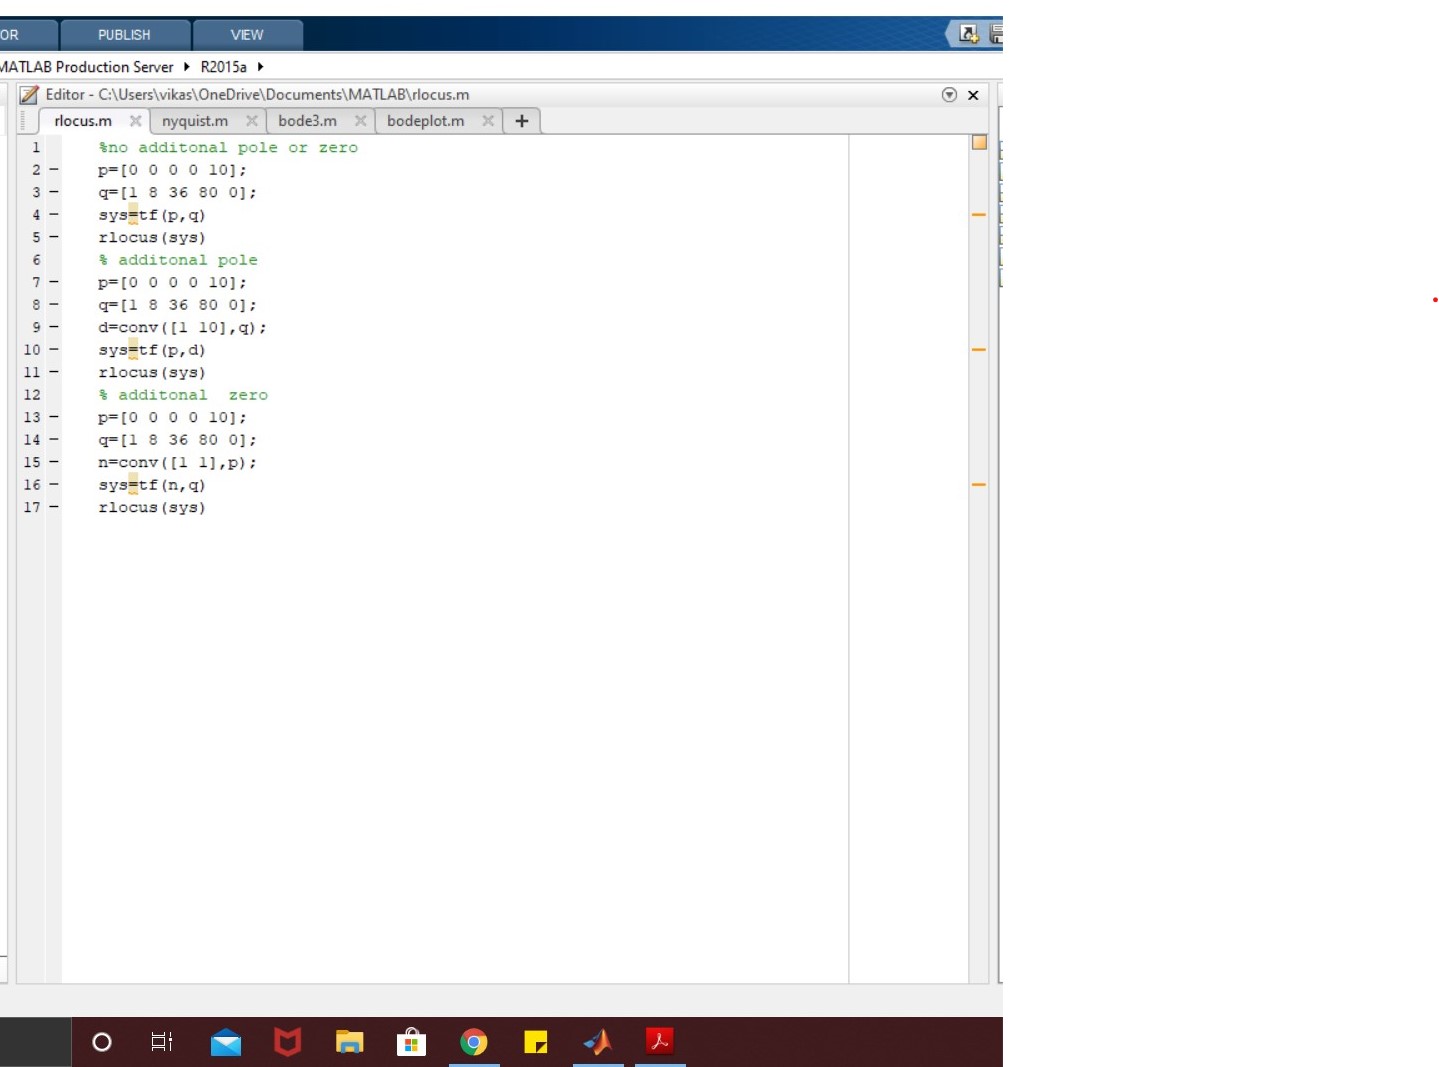 OR PUBLISH VIEW
MATLAB Production Server R2015a
Editor - C:\Users\vikas\OneDrive\Documents\MATLAB\rlocus.m
rlocus.m nyquist.m bode3.m bodeplot.m +
1 %no additonal pole or zero
2 - p=[0 0 0 0 10];
3 - q=[1 8 36 80 0];
4 - sys=tf(p,q)
5 - rlocus(sys)
6 % additonal pole
7 - p=[0 0 0 0 10];
8 - q=[1 8 36 80 0];
9 - d=conv([1 10],q);
10 - sys=tf(p,d)
11 - rlocus(sys)
12 % additonal  zero
13 - p=[0 0 0 0 10];
14 - q=[1 8 36 80 0];
15 - n=conv([1 1],p);
16 - sys=tf(n,q)
17 - rlocus(sys)